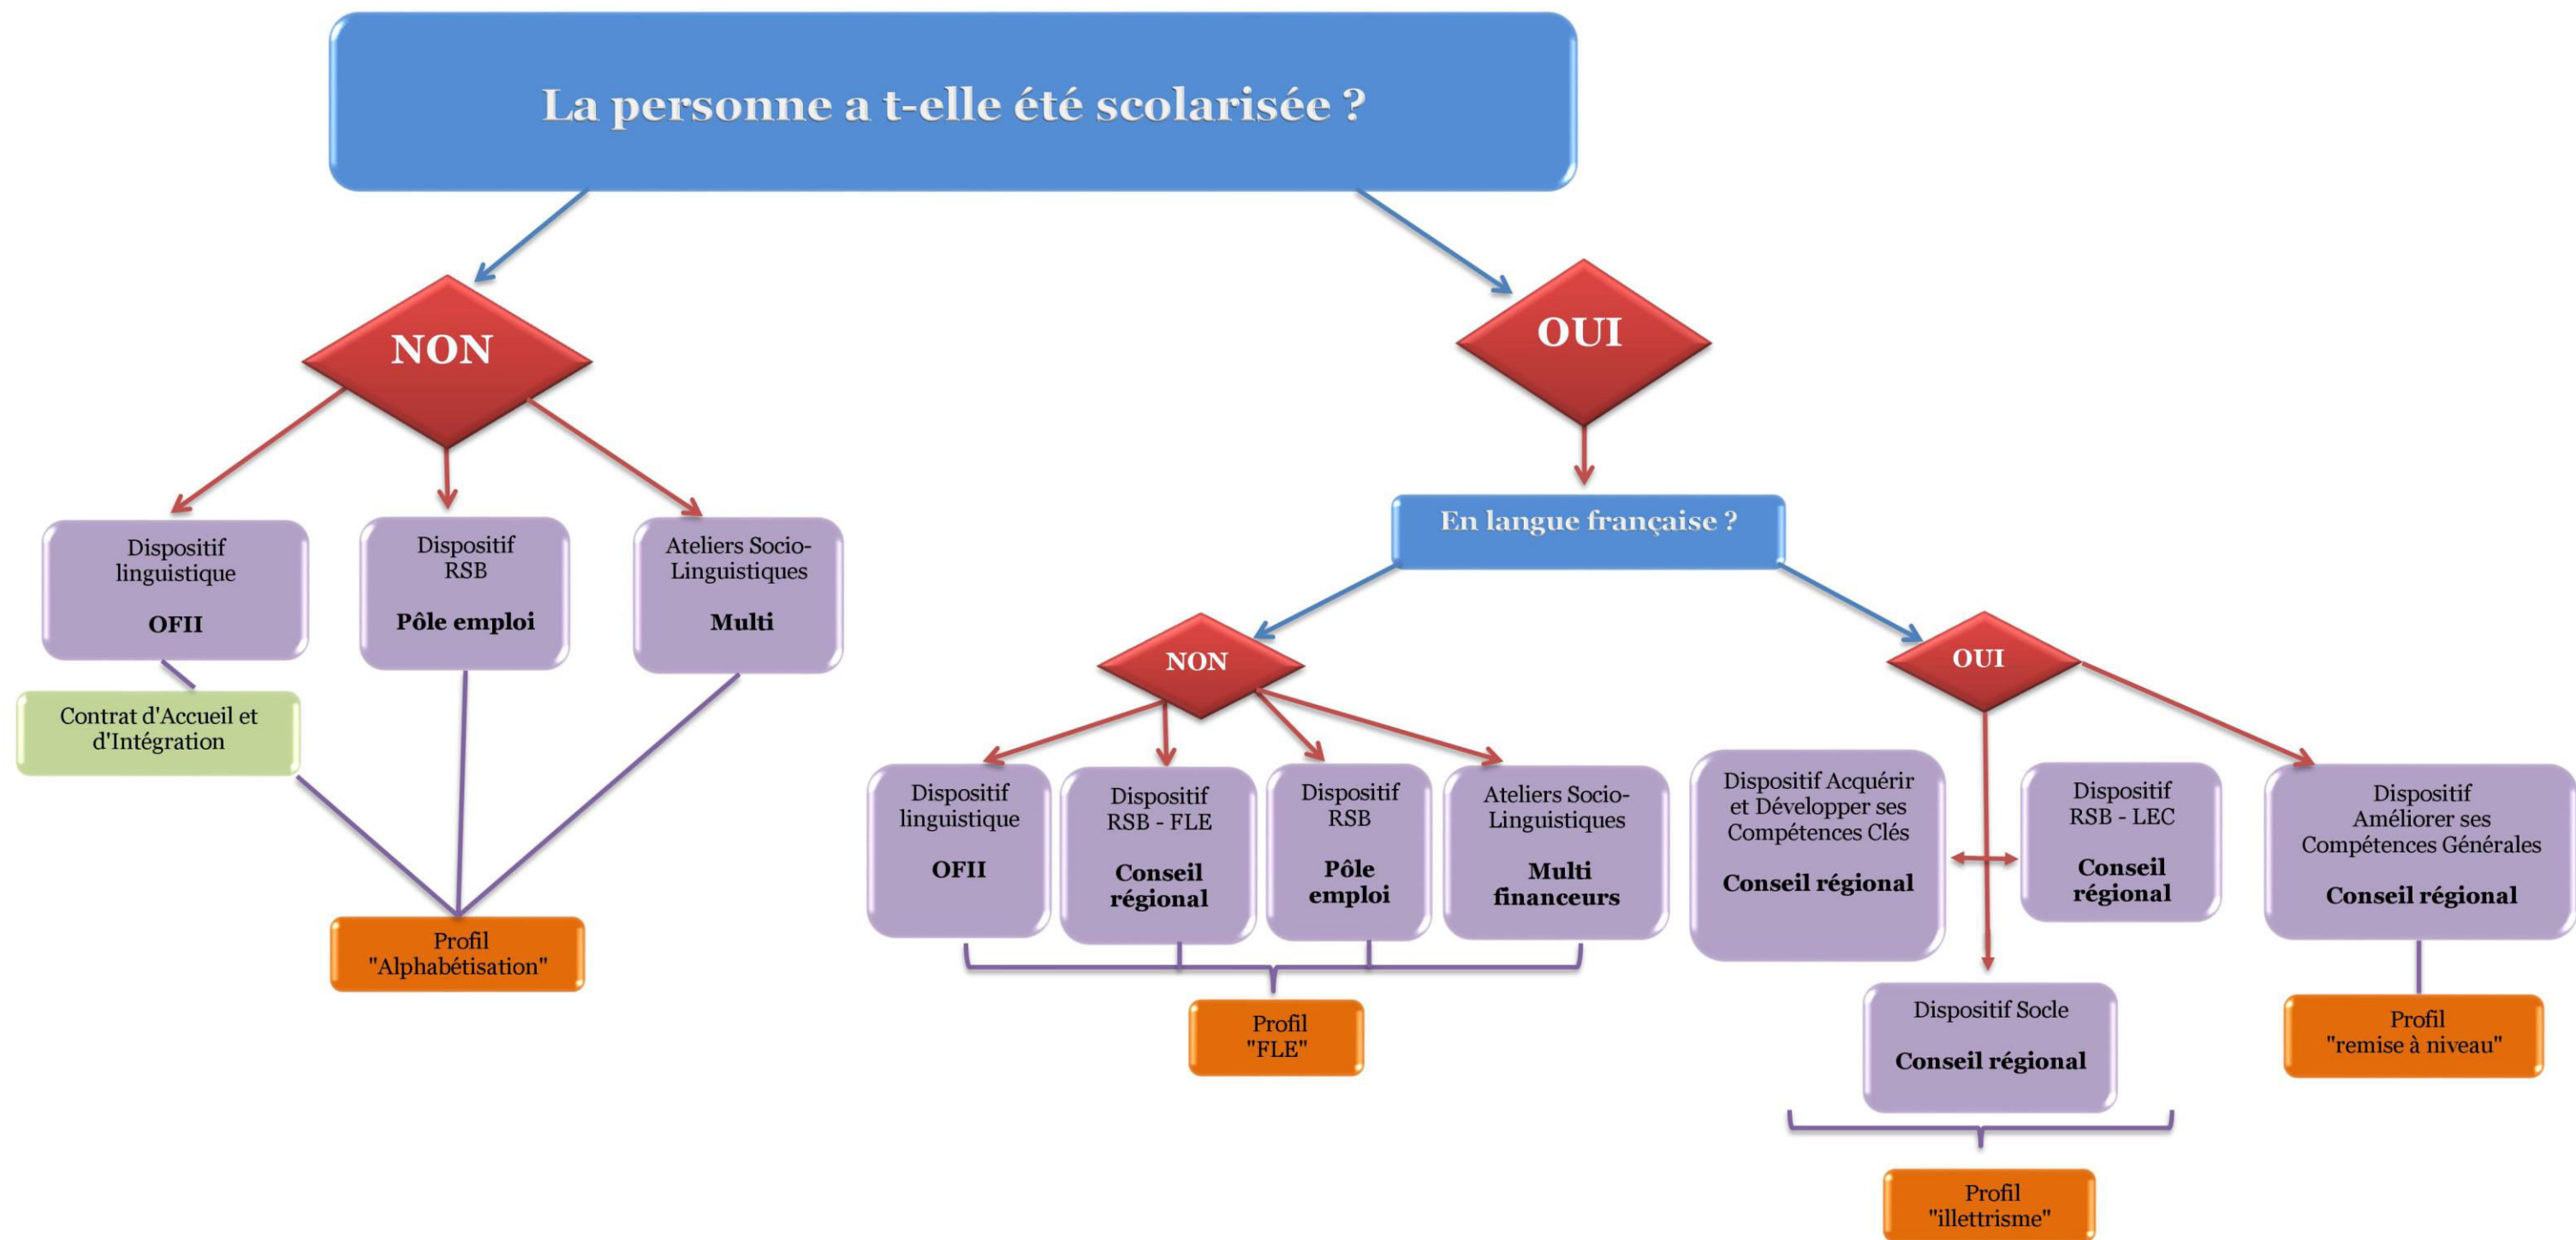 La personne a t-elle été scolarisée ?
NON
OUI
Dispositif
linguistique
OFII
Dispositif
RSB
Pôle emploi
Ateliers Socio-
Linguistiques
Multi
Contrat d'Accueil et
d'Intégration
Profil
"Alphabétisation"
En langue française ?
NON
OUI
Dispositif
linguistique
OFII
Dispositif
RSB - FLE
Conseil
régional
Dispositif
RSB
Pôle
emploi
Ateliers Socio-
Linguistiques
Multi
financeurs
Profil
"FLE"
Dispositif Acquérir
et Développer ses
Compétences Clés
Conseil régional
Dispositif
RSB - LEC
Conseil
régional
Dispositif Socle
Conseil régional
Profil
"illettrisme"
Dispositif
Améliorer ses
Compétences Générales
Conseil régional
Profil
"remise à niveau"